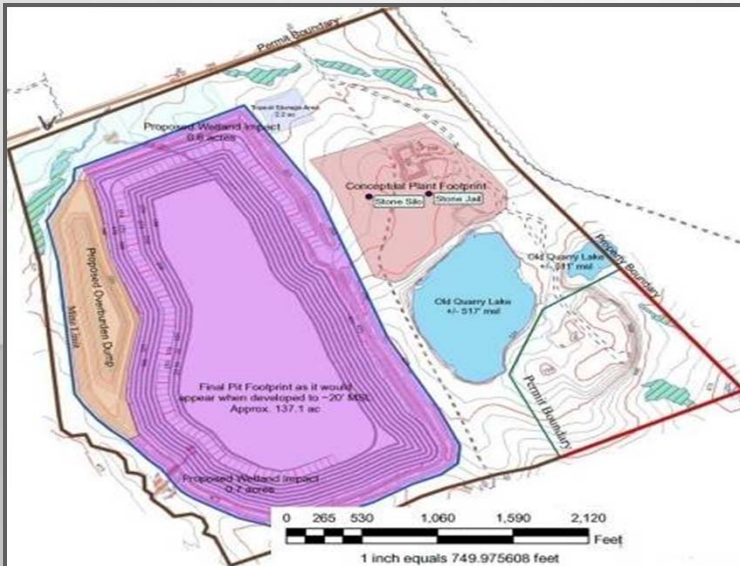 Permit Boundary
Topsoil Storage Area
Proposed Wetland Impact
0.6 acres
Conceptual Plant Footprint
Stone Silo
Stone Jail
Old Quarry Lake
Property Boundary
Old Quarry Lake
+/- 517' msl
Proposed Overburden Dump
Mine Limit
Permit Boundary
Final Pit Footprint as it would
appear when developed to ~20' MSL
Approx. 137.1 ac
Proposed Wetland Impact
0.7 acres
0 265 530 1,060 1,590 2,120
Feet
1 inch equals 749.975608 feet